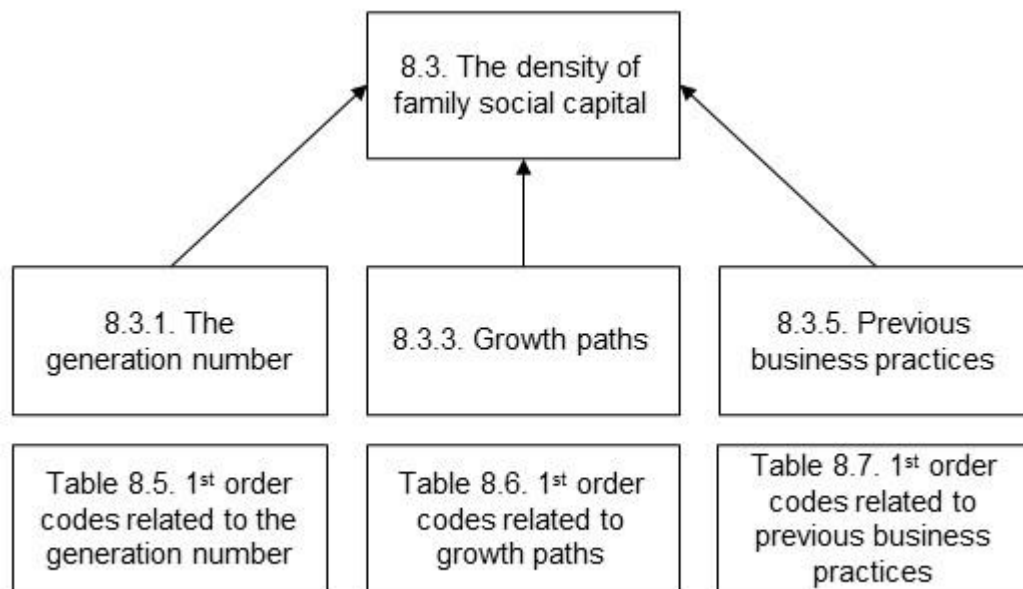 8.3. The density of
family social capital
8.3.1. The
generation number
8.3.3. Growth paths
8.3.5. Previous
business practices
Table 8.5. 1st order
codes related to the
generation number
Table 8.6. 1st order
codes related to
growth paths
Table 8.7. 1st order
codes related to
previous business
practices